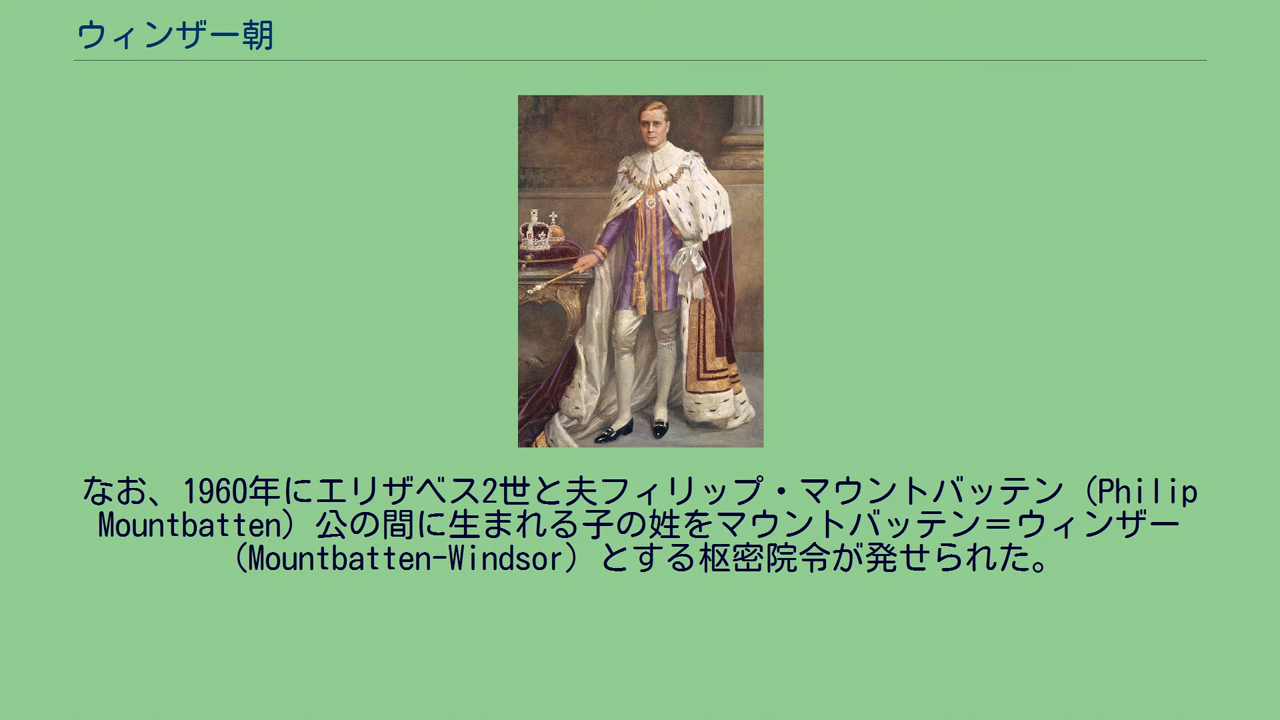 ウィンザー朝
なお、1960年にエリザベス2世と夫フィリップ・マウントバッテン（Philip
Mountbatten）公の間に生まれる子の姓をマウントバッテン＝ウィンザー
（Mountbatten-Windsor）とする枢密院令が発せられた。